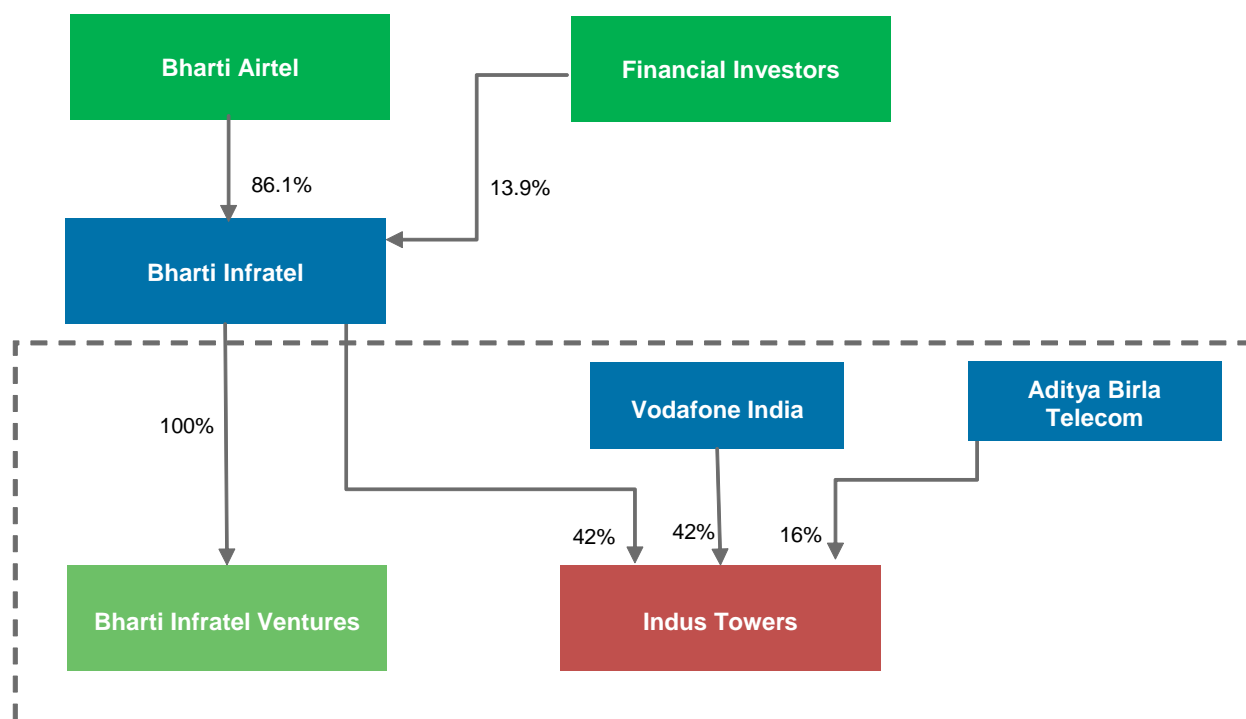 Bharti Airtel
Financial Investors
86.1%
13.9%
Bharti Infratel
Vodafone India
Aditya Birla
Telecom
100%
42%
42%
16%
Bharti Infratel Ventures
Indus Towers